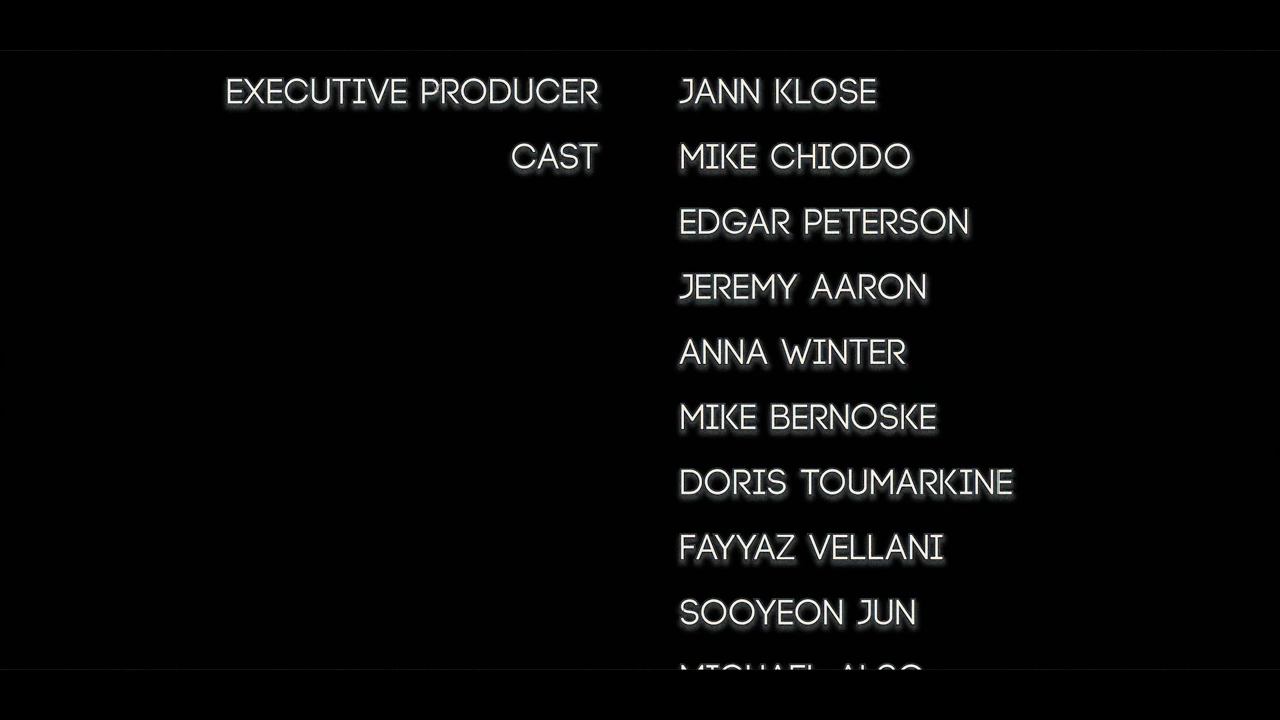 EXECUTIVE PRODUCER JANN KLOSE
CAST MIKE CHIODO
EDGAR PETERSON
JEREMY AARON
ANNA WINTER
MIKE BERNOSKE
DORIS TOUMARKINE
FAYYAZ VELLANI
SOOYEON JUN
MICHAEL